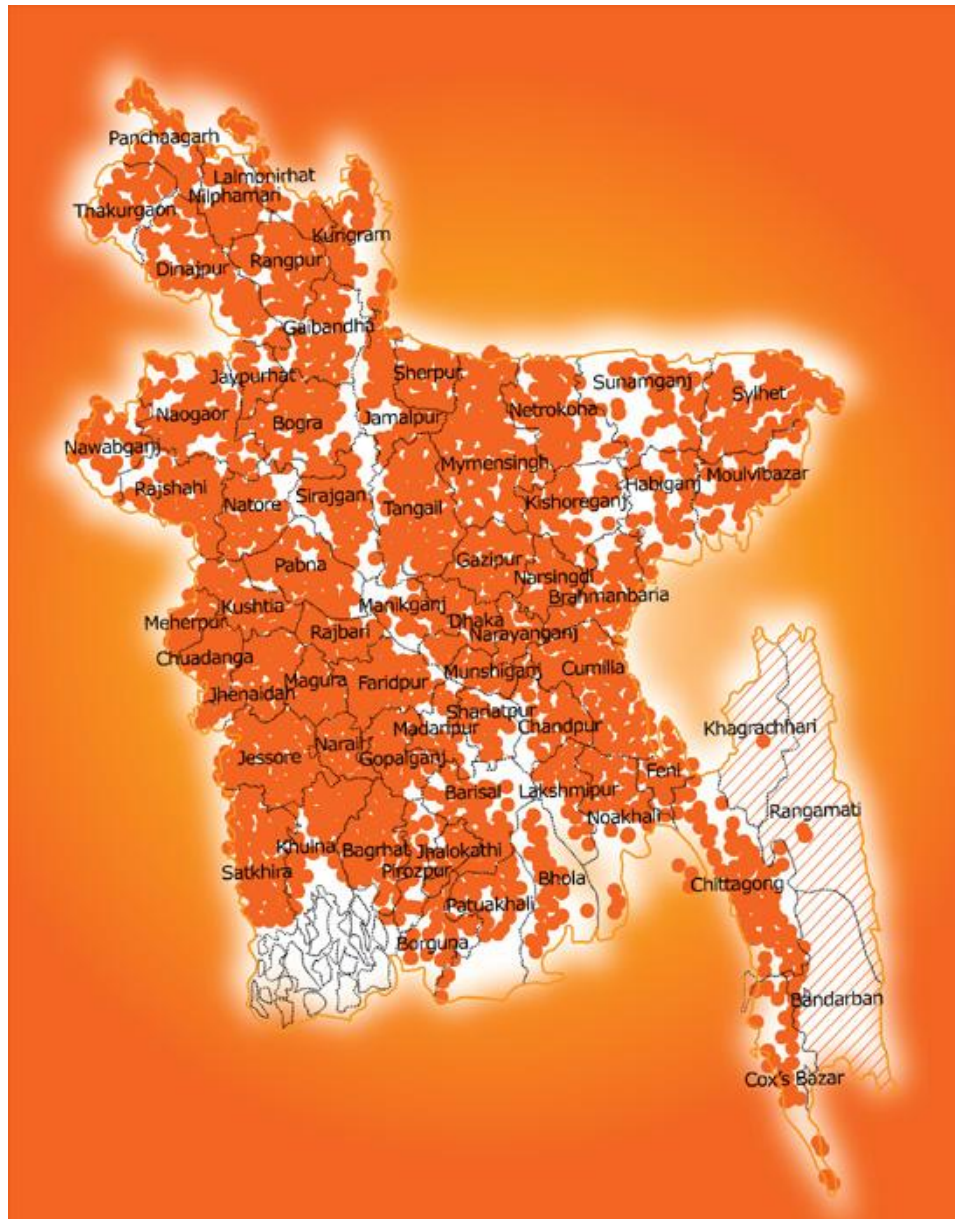 Panchaagarh
Lalmonirhat
Nilphamari
Thakurgaon
Kurigram
Rangpur
Dinajpur
Gaibandha
Sherpur
Sunamganj
Jaypurhat
Sylhet
Netrokoha
Naogaor
Jamalpur
Bogra
Nawabganj
Mymensingh
Moulvibazar
Habiganj
Rajshahi
Sirajgan
Kishoreganj
Natore
Tangail
Gazipur
Pabna
Narsingdi
Brahmanbaria
Kushtia
Manikganj
Meherpur
Dhaka
Rajbari
Narayanganj
Chuadanga
Munshiganj
Cumilla
Magura
Faridpur
Jhenaidah
Shariatpur
Madaripur
Chandpur
Khagrachhari
Narail
Jessore
Gopalganj
Feni
Barisal
Lakshmipur
Rangamati
Noakhali
Khulna
Bagrhat
Jhalokathi
Satkhira
Pirozpur
Bhola
Chittagong
Patuakhali
Borguna
Bandarban
Cox's Bazar